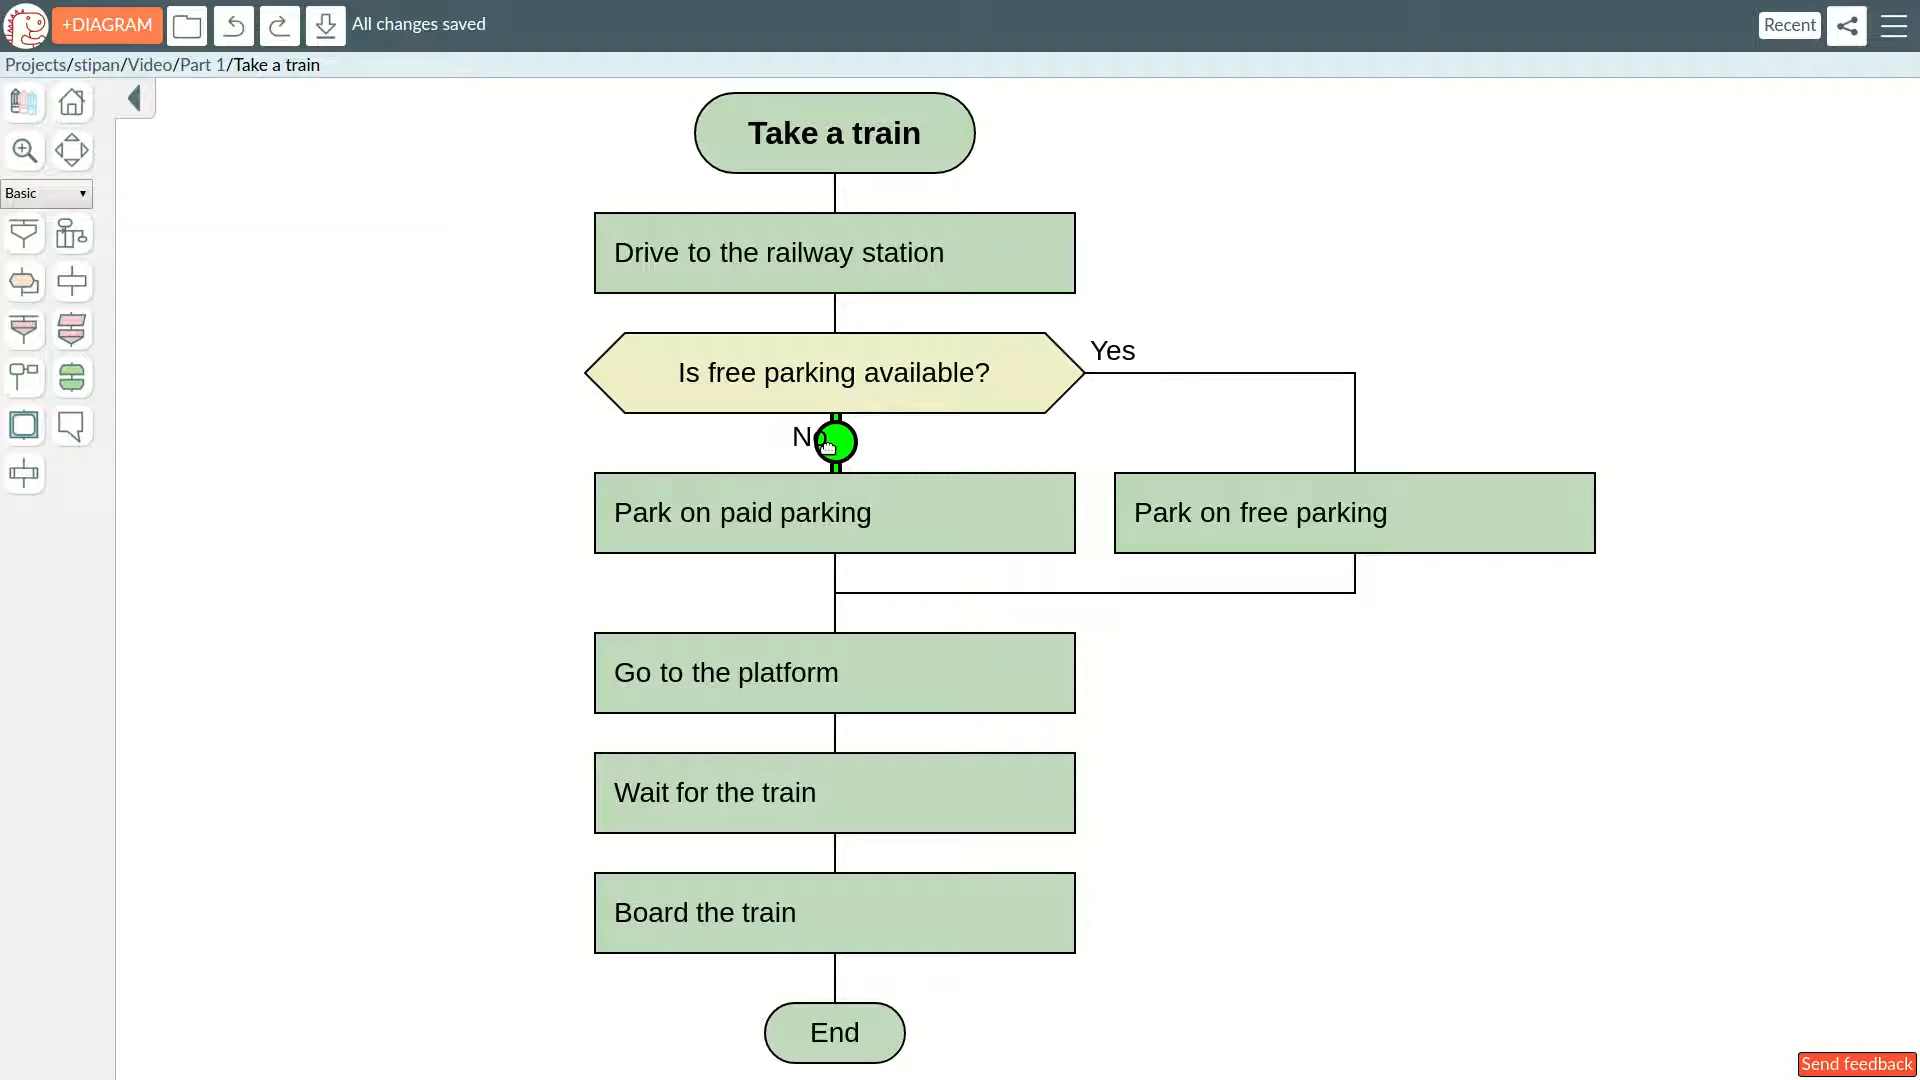 +DIAGRAM
All changes saved
Recent
Projects/stipan/Video/Part 1/Take a train
Basic
Take a train
Drive to the railway station
Is free parking available?
Yes
No
Park on paid parking
Park on free parking
Go to the platform
Wait for the train
Board the train
End
Send feedback